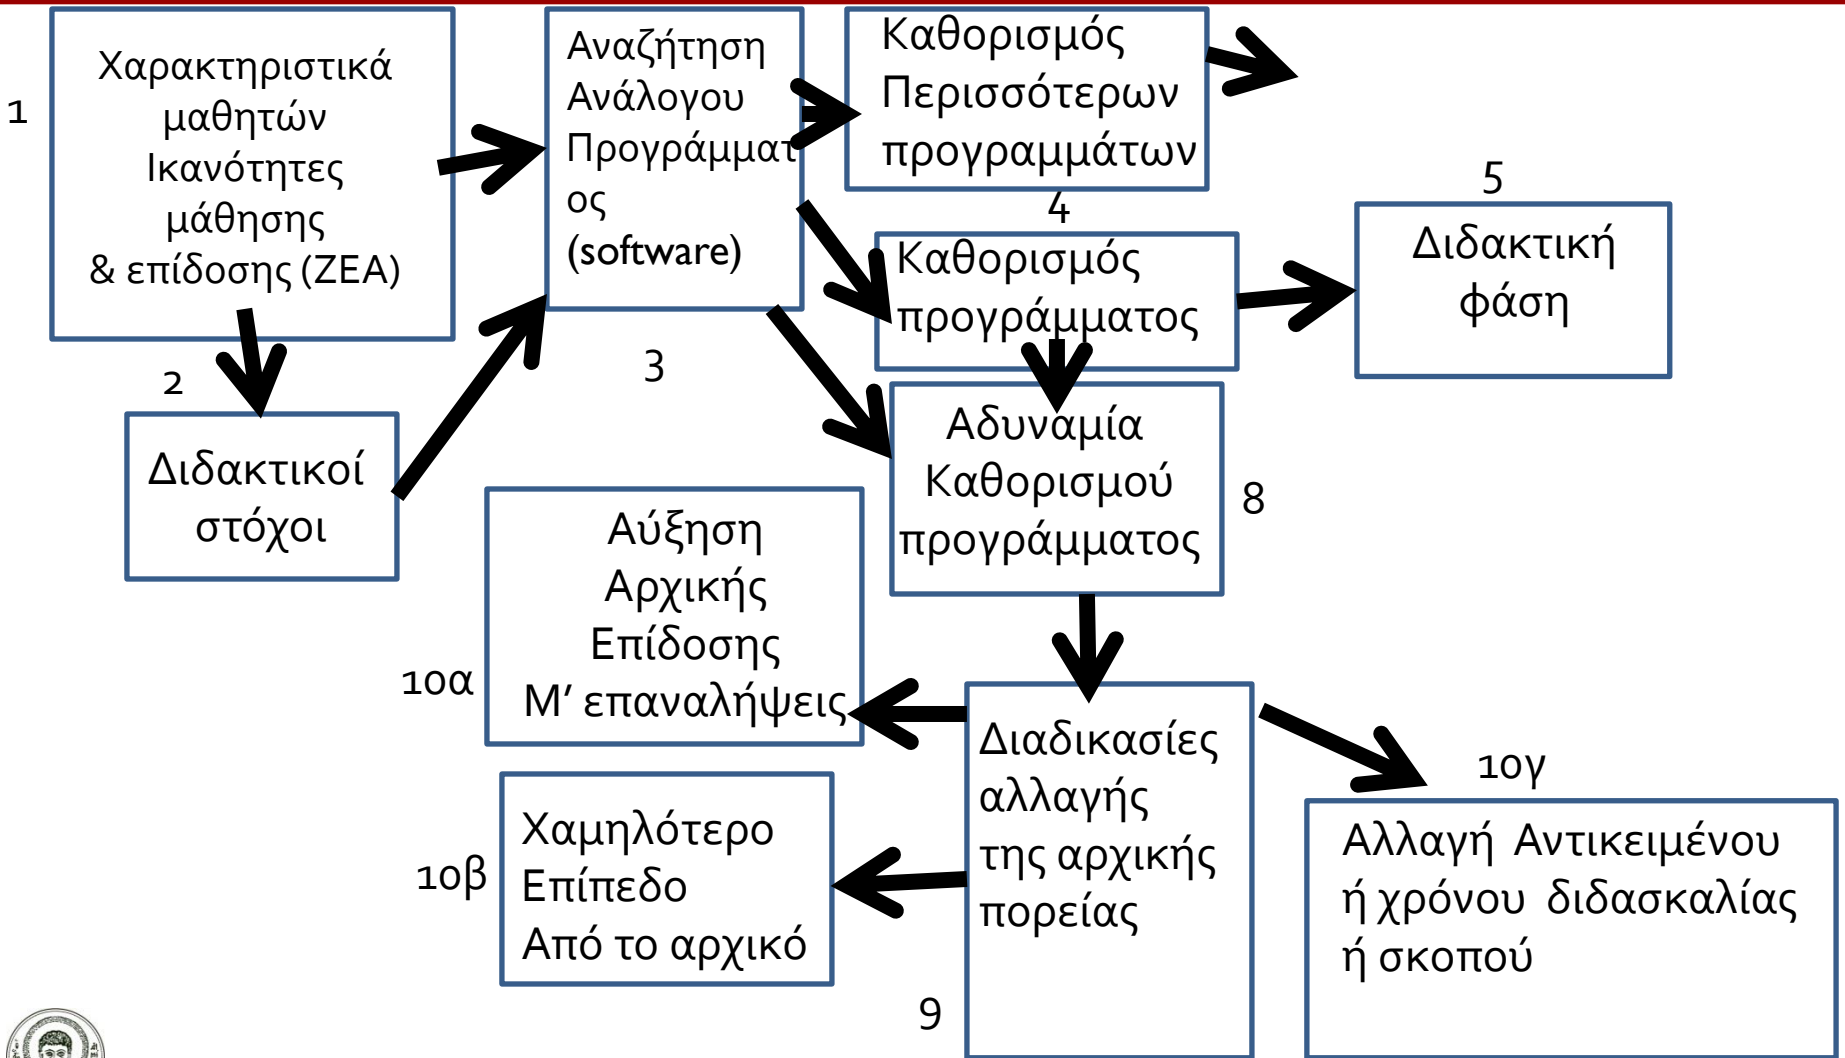 1
Χαρακτηριστικά
μαθητών
Ικανότητες
μάθησης
& επίδοσης (ΖΕΑ)
2
Διδακτικοί
στόχοι
Αναζήτηση
Ανάλογου
Προγράμματ
ος
(software)
3
Καθορισμός
Περισσότερων
προγραμμάτων
4
Καθορισμός
προγράμματος
5
Διδακτική
φάση
Αδυναμία
Καθορισμού
προγράμματος
8
Αύξηση
Αρχικής
Επίδοσης
Μ’ επαναλήψεις
10α
Διαδικασίες
αλλαγής
της αρχικής
πορείας
9
Χαμηλότερο
Επίπεδο
Από το αρχικό
10β
10γ
Αλλαγή Αντικειμένου
ή χρόνου διδασκαλίας
ή σκοπού